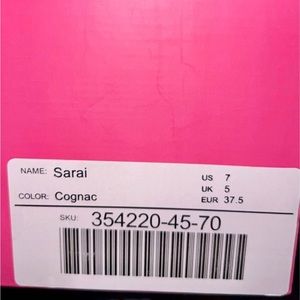 NAME: Sarai US 7
UK 5
COLOR: Cognac EUR 37.5
SKU: 354220-45-70